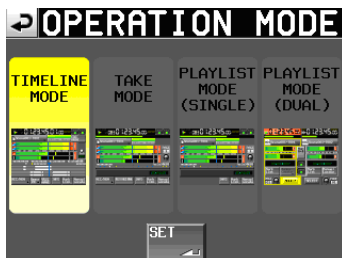 OPERATION MODE
TIMELINE MODE
TAKE MODE
PLAYLIST MODE (SINGLE)
PLAYLIST MODE (DUAL)
SET